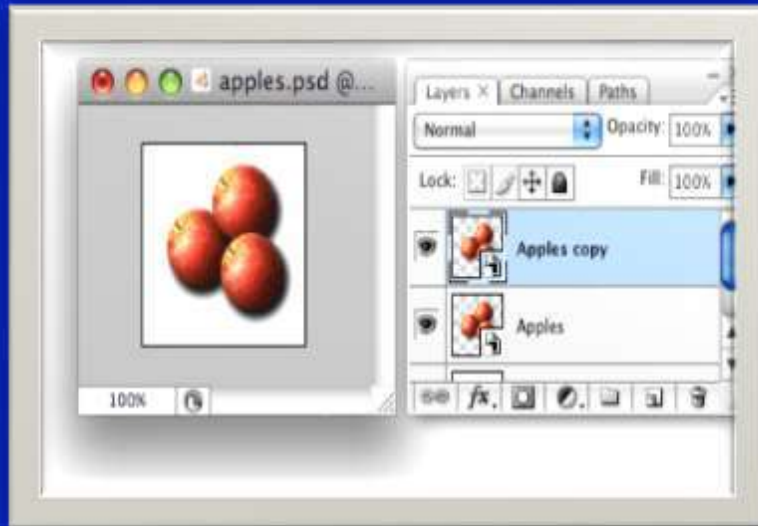 apples.psd @...
Layers × Channels Paths
Normal Opacity: 100%
Lock: Fill: 100%
Apples copy
Apples
100%
fx.